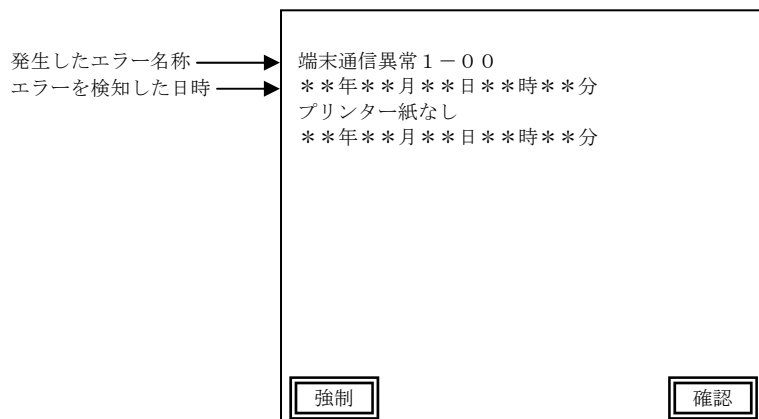 発生したエラー名称
エラーを検知した日時
端末通信異常１－００
＊＊年＊＊月＊＊日＊＊時＊＊分
プリンター紙なし
＊＊年＊＊月＊＊日＊＊時＊＊分
強制
確認